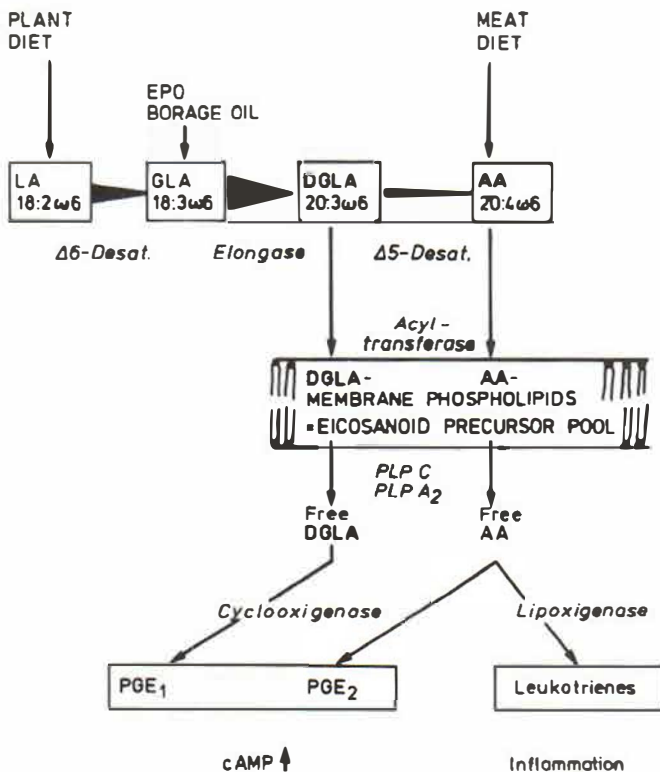 PLANT
DIET
MEAT
DIET
EPO
BORAGE OIL
LA
18:2ω6
GLA
18:3ω6
DGLA
20:3ω6
AA
20:4ω6
Δ6-Desat.
Elongase
Δ5-Desat.
Acyl-
transferase
DGLA- AA-
MEMBRANE PHOSPHOLIPIDS
=EICOSANOID PRECURSOR POOL
PLP C
PLP A2
Free
DGLA
Free
AA
Cyclooxigenase
Lipoxigenase
PGE1
PGE2
Leukotrienes
cAMP
Inflammation